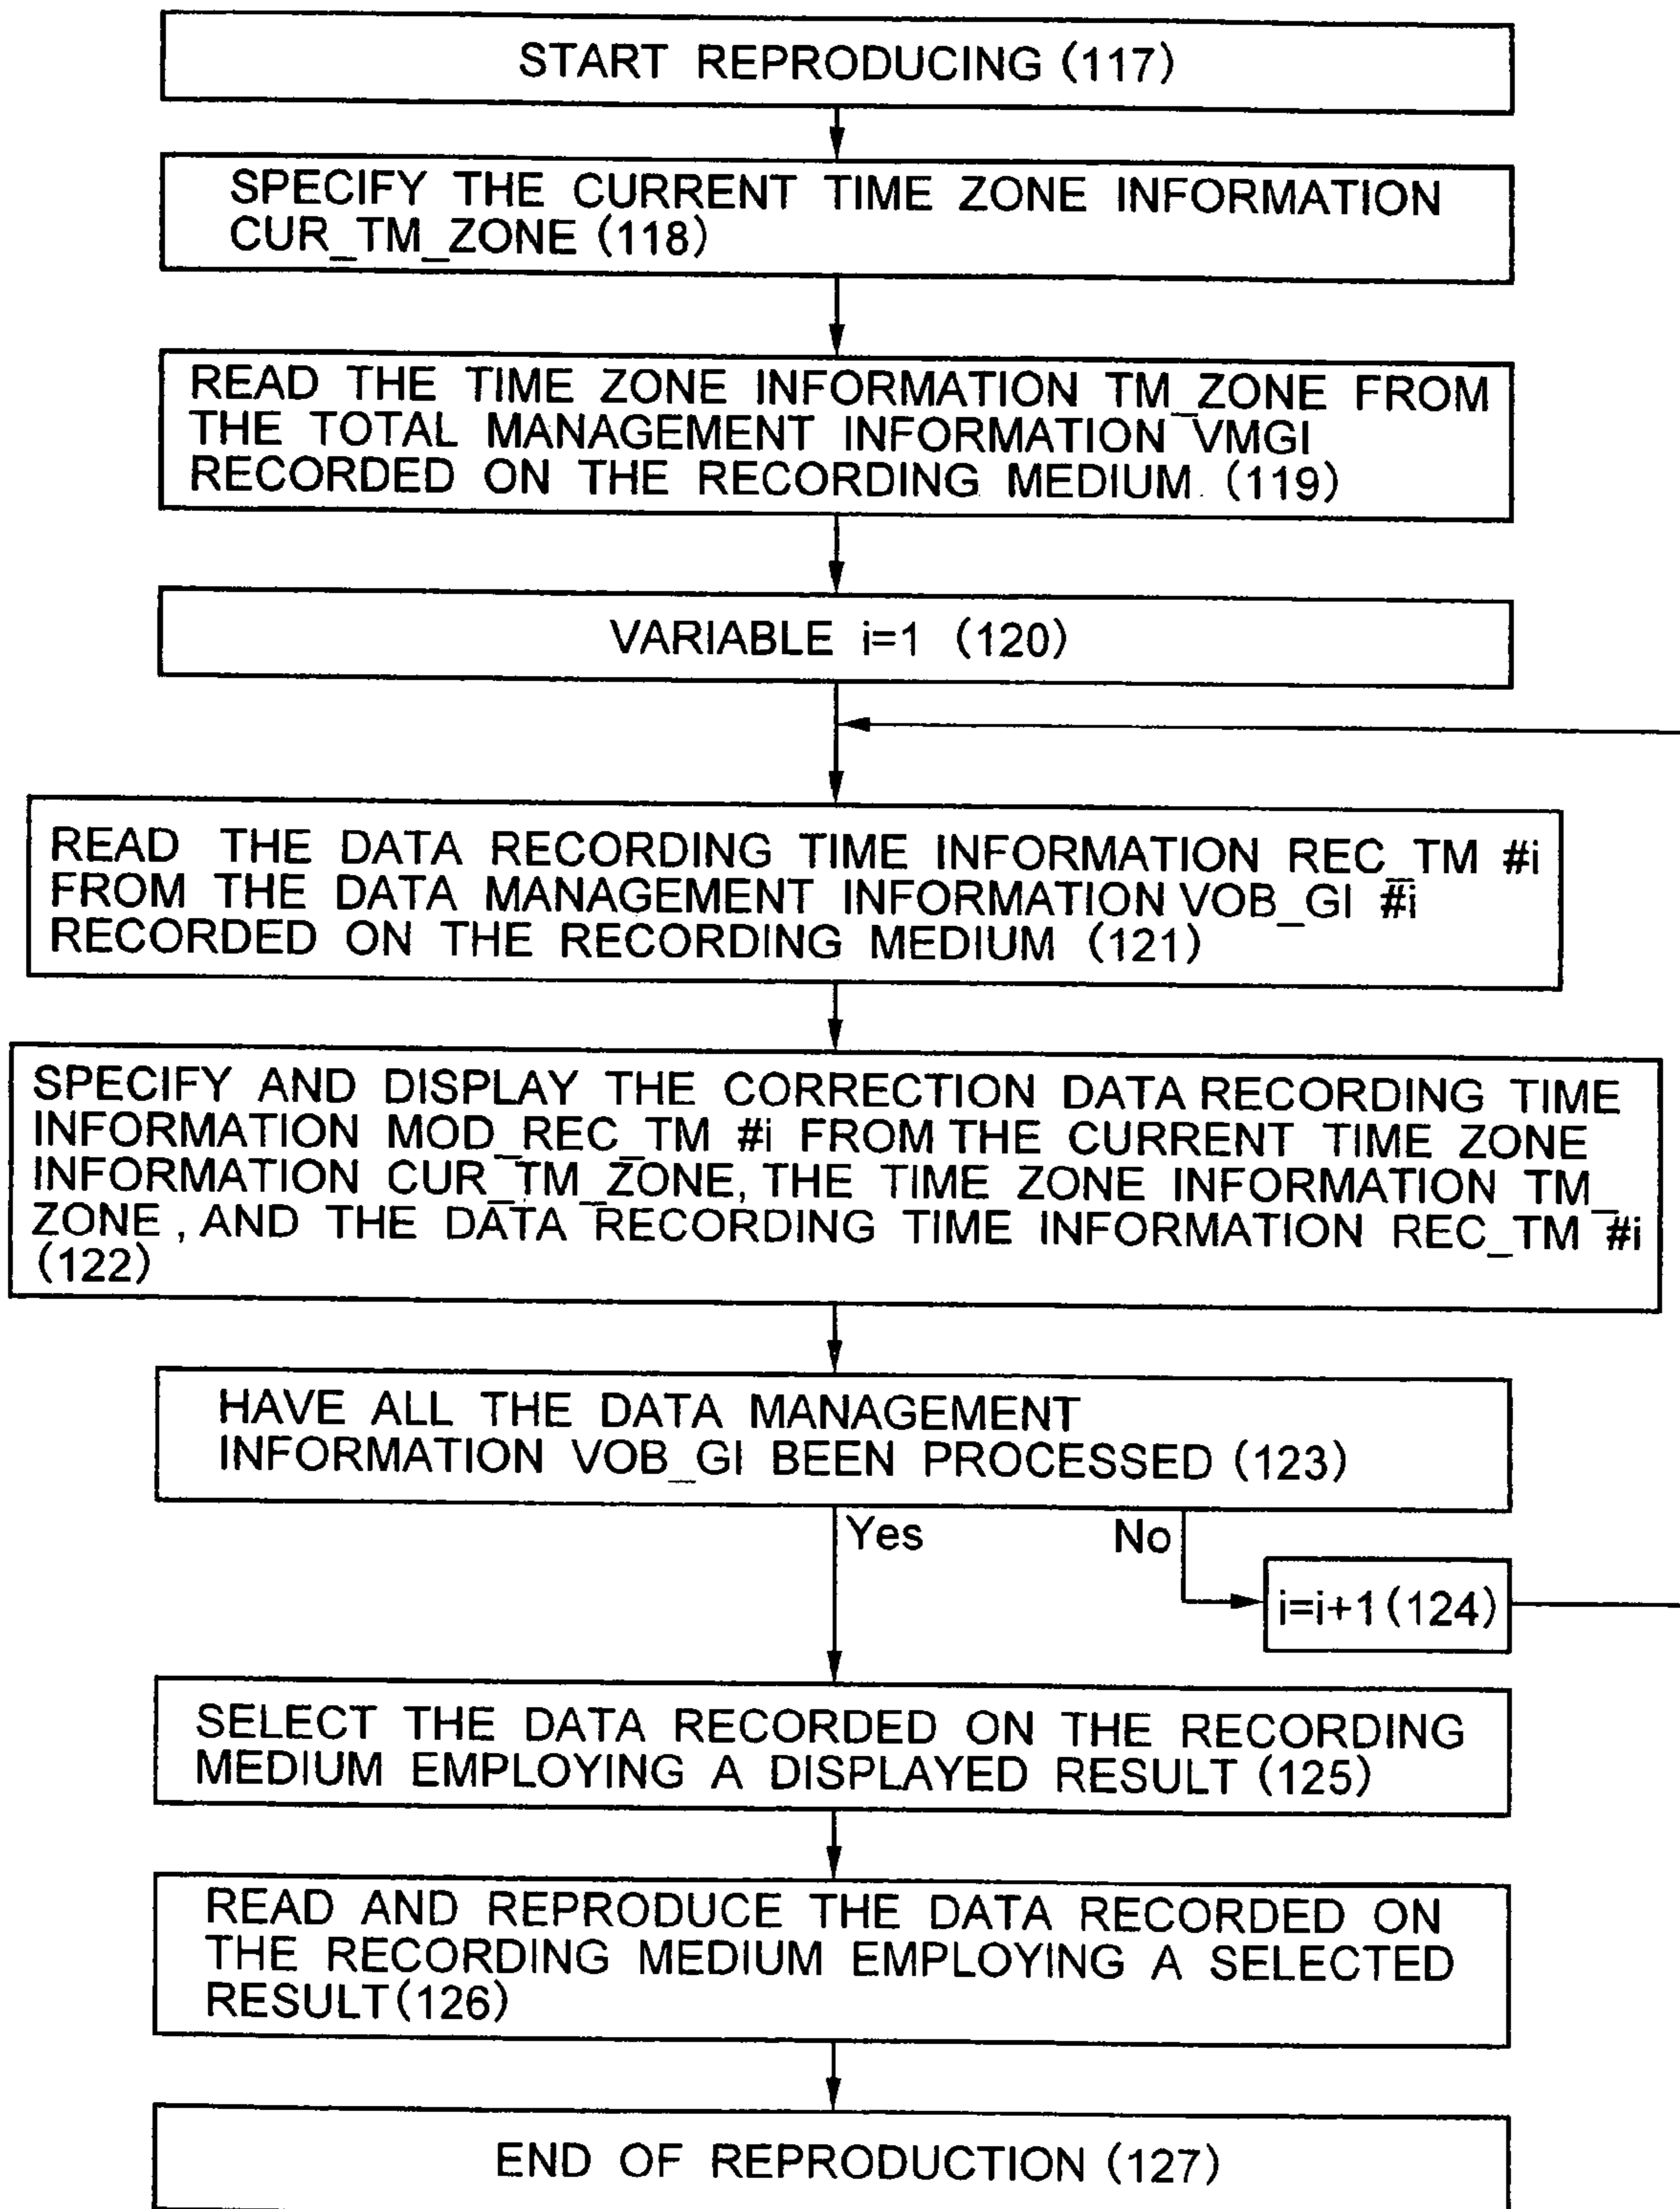 START REPRODUCING (117)
SPECIFY THE CURRENT TIME ZONE INFORMATION
CUR_TM_ZONE (118)
READ THE TIME ZONE INFORMATION TM_ZONE FROM
THE TOTAL MANAGEMENT INFORMATION VMGI
RECORDED ON THE RECORDING MEDIUM. (119)
VARIABLE i=1 (120)
READ THE DATA RECORDING TIME INFORMATION REC_TM #i
FROM THE DATA MANAGEMENT INFORMATION VOB_GI #i
RECORDED ON THE RECORDING MEDIUM (121)
SPECIFY AND DISPLAY THE CORRECTION DATA RECORDING TIME
INFORMATION MOD_REC_TM #i FROM THE CURRENT TIME ZONE
INFORMATION CUR_TM_ZONE, THE TIME ZONE INFORMATION TM_
ZONE, AND THE DATA RECORDING TIME INFORMATION REC_TM #i
(122)
HAVE ALL THE DATA MANAGEMENT
INFORMATION VOB_GI BEEN PROCESSED (123)
Yes No
i=i+1 (124)
SELECT THE DATA RECORDED ON THE RECORDING
MEDIUM EMPLOYING A DISPLAYED RESULT (125)
READ AND REPRODUCE THE DATA RECORDED ON
THE RECORDING MEDIUM EMPLOYING A SELECTED
RESULT (126)
END OF REPRODUCTION (127)